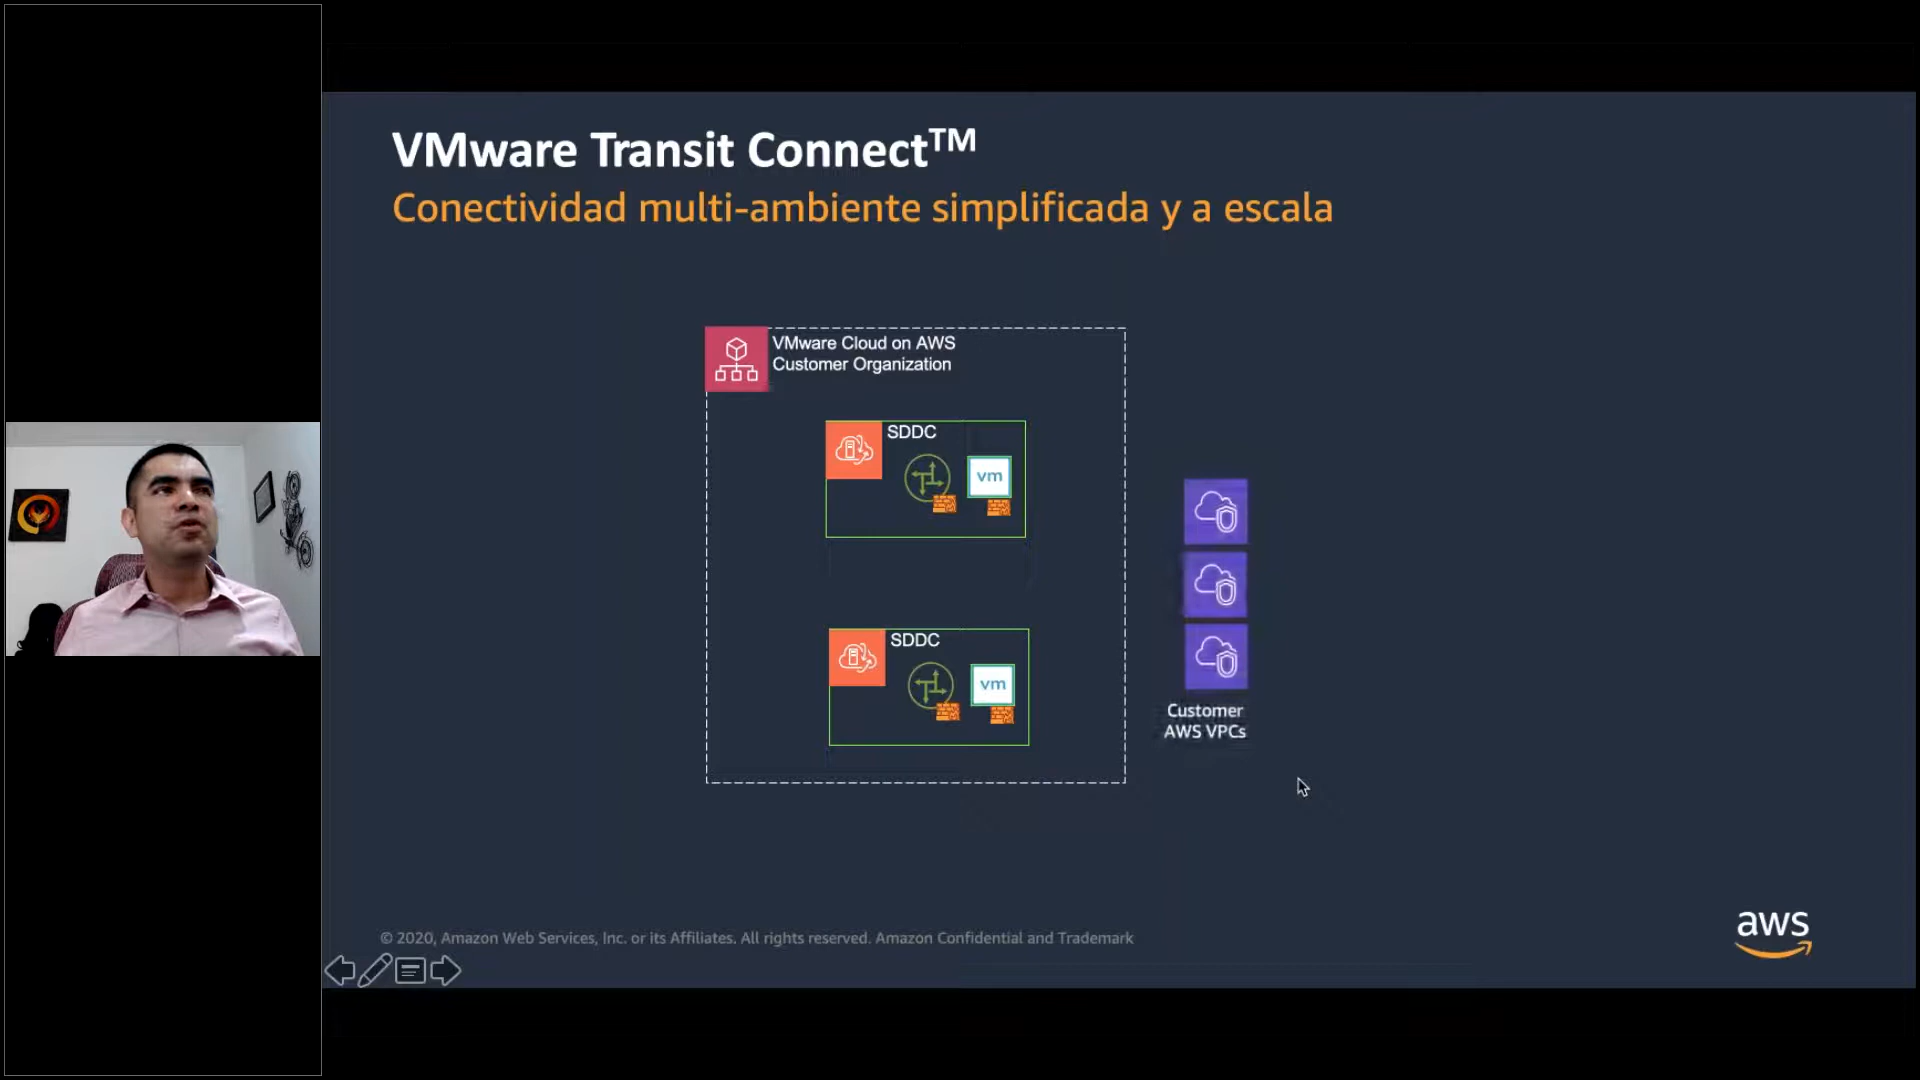 VMware Transit Connect™
Conectividad multi-ambiente simplificada y a escala
VMware Cloud on AWS
Customer Organization
SDDC
vm
SDDC
vm
Customer
AWS VPCs
© 2020, Amazon Web Services, Inc. or its Affiliates. All rights reserved. Amazon Confidential and Trademark
aws